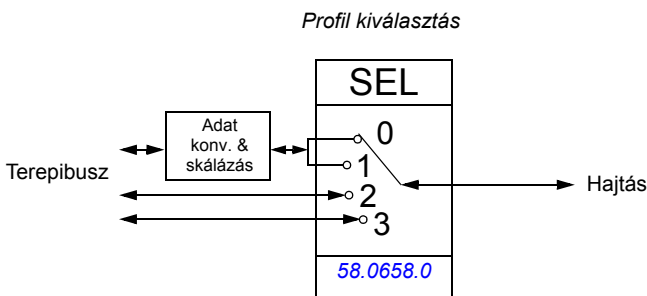 Profil kiválasztás
SEL
Adat
konv. &
skálázás
0
1
Terepibusz
2
Hajtás
3
58.0658.0